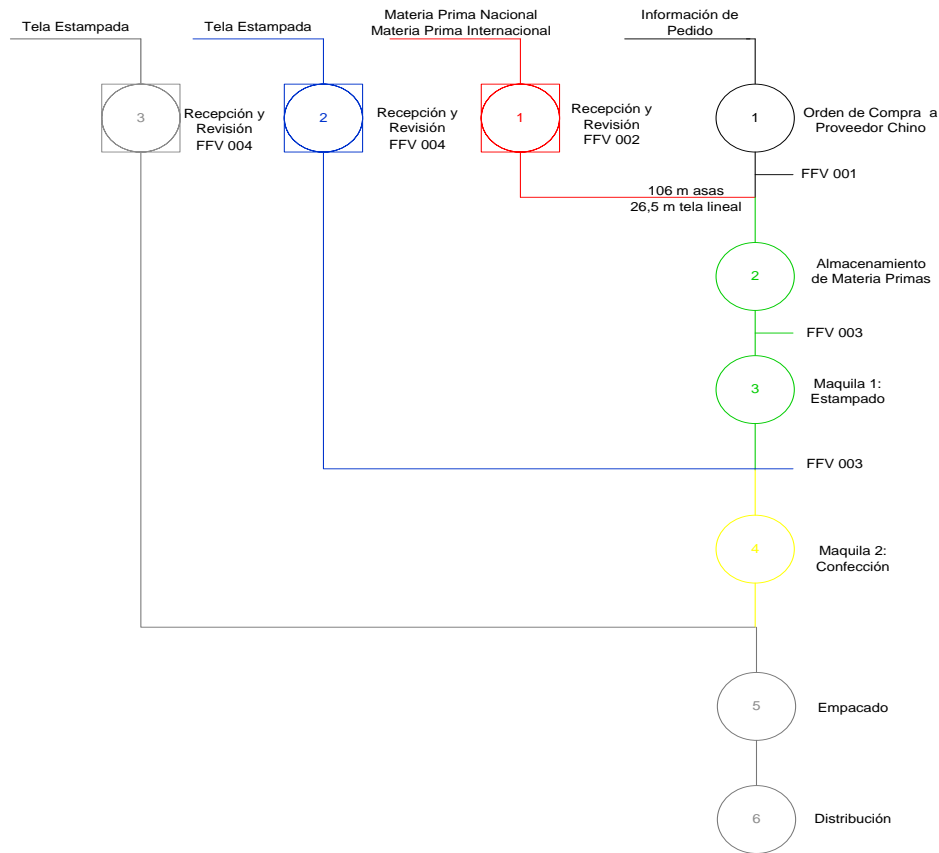 Tela Estampada
Tela Estampada
Materia Prima Nacional
Materia Prima Internacional
Información de
Pedido
3
Recepción y
Revisión
FFV 004
2
Recepción y
Revisión
FFV 004
1
Recepción y
Revisión
FFV 002
1
Orden de Compra a
Proveedor Chino
FFV 001
106 m asas
26,5 m tela lineal
2
Almacenamiento
de Materia Primas
FFV 003
3
Maquila 1:
Estampado
FFV 003
4
Maquila 2:
Confección
5
Empacado
6
Distribución